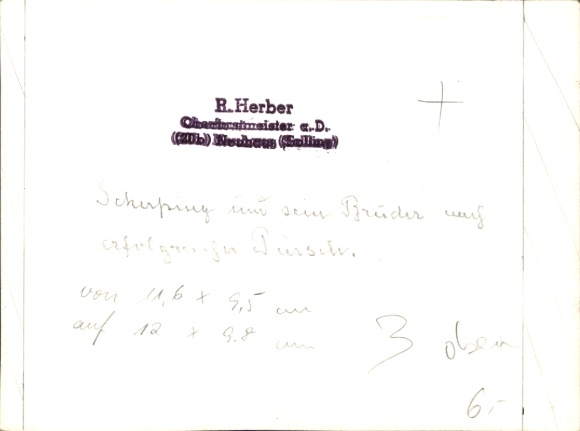 R. Herber
Oberforstmeister a.D.
(20b) Neuhaus (Solling)
Scherping und sein Bruder nach
erfolgreicher Pürsch.
von 11,6 x 9,5 cm
auf 12 x 9.8 cm
3 oben
6.-